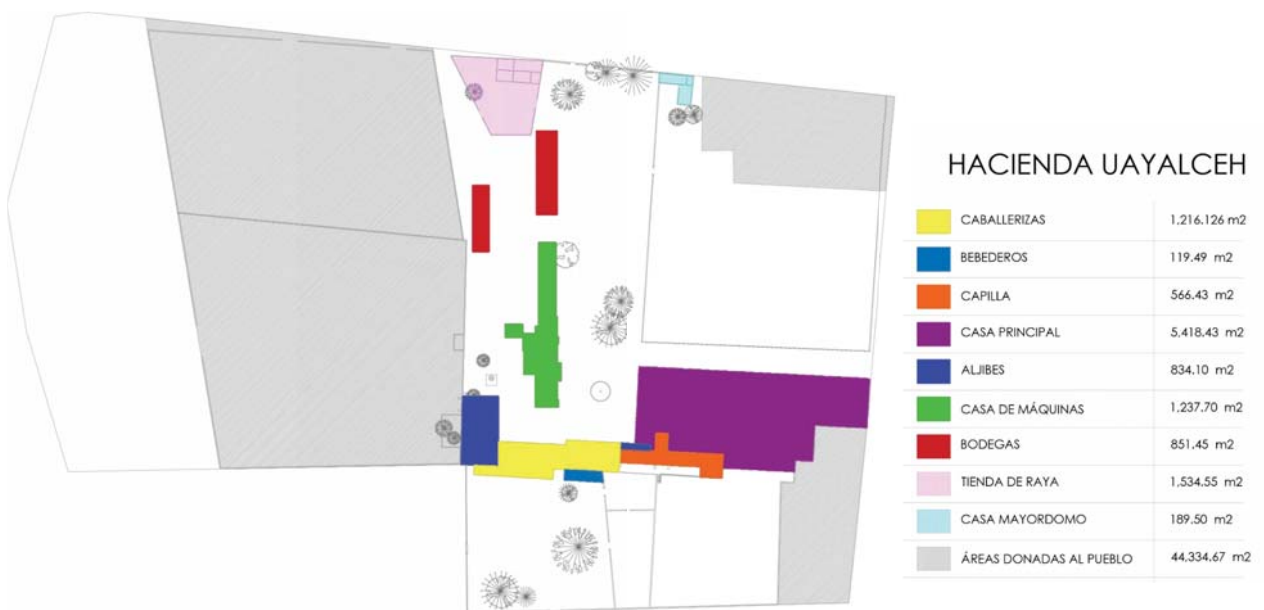 HACIENDA UAYALCEH
CABALLERIZAS 1.216.126 m2
BEBEDEROS 119.49 m2
CAPILLA 566.43 m2
CASA PRINCIPAL 5,418.43 m2
ALJIBES 834.10 m2
CASA DE MÁQUINAS 1,237.70 m2
BODEGAS 851.45 m2
TIENDA DE RAYA 1,534.55 m2
CASA MAYORDOMO 189.50 m2
ÁREAS DONADAS AL PUEBLO 44,334.67 m2